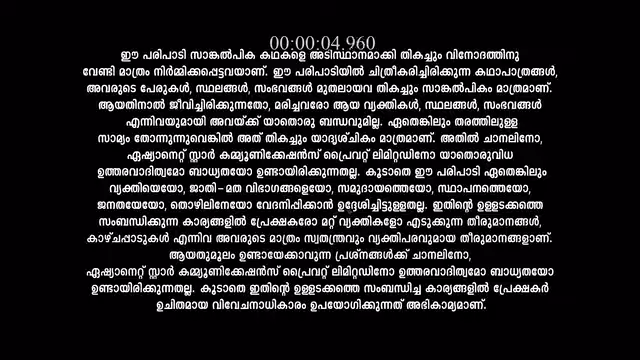 00:00:04.960
ഈ പരിപാടി സാങ്കൽപിക കഥകളെ അടിസ്ഥാനമാക്കി തികച്ചും വിനോദത്തിനു
വേണ്ടി മാത്രം നിർമ്മിക്കപ്പെട്ടവയാണ്. ഈ പരിപാടിയിൽ ചിത്രീകരിച്ചിരിക്കുന്ന കഥാപാത്രങ്ങൾ,
അവരുടെ പേരുകൾ, സ്ഥലങ്ങൾ, സംഭവങ്ങൾ മുതലായവ തികച്ചും സാങ്കൽപികം മാത്രമാണ്.
ആയതിനാൽ ജീവിച്ചിരിക്കുന്നതോ, മരിച്ചവരോ ആയ വ്യക്തികൾ, സ്ഥലങ്ങൾ, സംഭവങ്ങൾ
എന്നിവയുമായി അവയ്ക്ക് യാതൊരു ബന്ധവുമില്ല. ഏതെങ്കിലും തരത്തിലുള്ള
സാമ്യം തോന്നുന്നുവെങ്കിൽ അത് തികച്ചും യാദൃശ്ചികം മാത്രമാണ്. അതിൽ ചാനലിനോ,
ഏഷ്യാനെറ്റ് സ്റ്റാർ കമ്മ്യൂണിക്കേഷൻസ് പ്രൈവറ്റ് ലിമിറ്റഡിനോ യാതൊരുവിധ
ഉത്തരവാദിത്വമോ ബാധ്യതയോ ഉണ്ടായിരിക്കുന്നതല്ല. കൂടാതെ ഈ പരിപാടി ഏതെങ്കിലും
വ്യക്തിയെയോ, ജാതി-മത വിഭാഗങ്ങളെയോ, സമുദായത്തെയോ, സ്ഥാപനത്തെയോ,
ജനതയേയോ, തൊഴിലിനേയോ വേദനിപ്പിക്കാൻ ഉദ്ദേശിച്ചിട്ടുള്ളതല്ല. ഇതിന്റെ ഉള്ളടക്കത്തെ
സംബന്ധിക്കുന്ന കാര്യങ്ങളിൽ പ്രേക്ഷകരോ മറ്റ് വ്യക്തികളോ എടുക്കുന്ന തീരുമാനങ്ങൾ,
കാഴ്ചപ്പാടുകൾ എന്നിവ അവരുടെ മാത്രം സ്വതന്ത്രവും വ്യക്തിപരവുമായ തീരുമാനങ്ങളാണ്.
ആയതുമൂലം ഉണ്ടായേക്കാവുന്ന പ്രശ്നങ്ങൾക്ക് ചാനലിനോ,
ഏഷ്യാനെറ്റ് സ്റ്റാർ കമ്മ്യൂണിക്കേഷൻസ് പ്രൈവറ്റ് ലിമിറ്റഡിനോ ഉത്തരവാദിത്വമോ ബാധ്യതയോ
ഉണ്ടായിരിക്കുന്നതല്ല. കൂടാതെ ഇതിന്റെ ഉള്ളടക്കത്തെ സംബന്ധിച്ച കാര്യങ്ങളിൽ പ്രേക്ഷകർ
ഉചിതമായ വിവേചനാധികാരം ഉപയോഗിക്കുന്നത് അഭികാമ്യമാണ്.